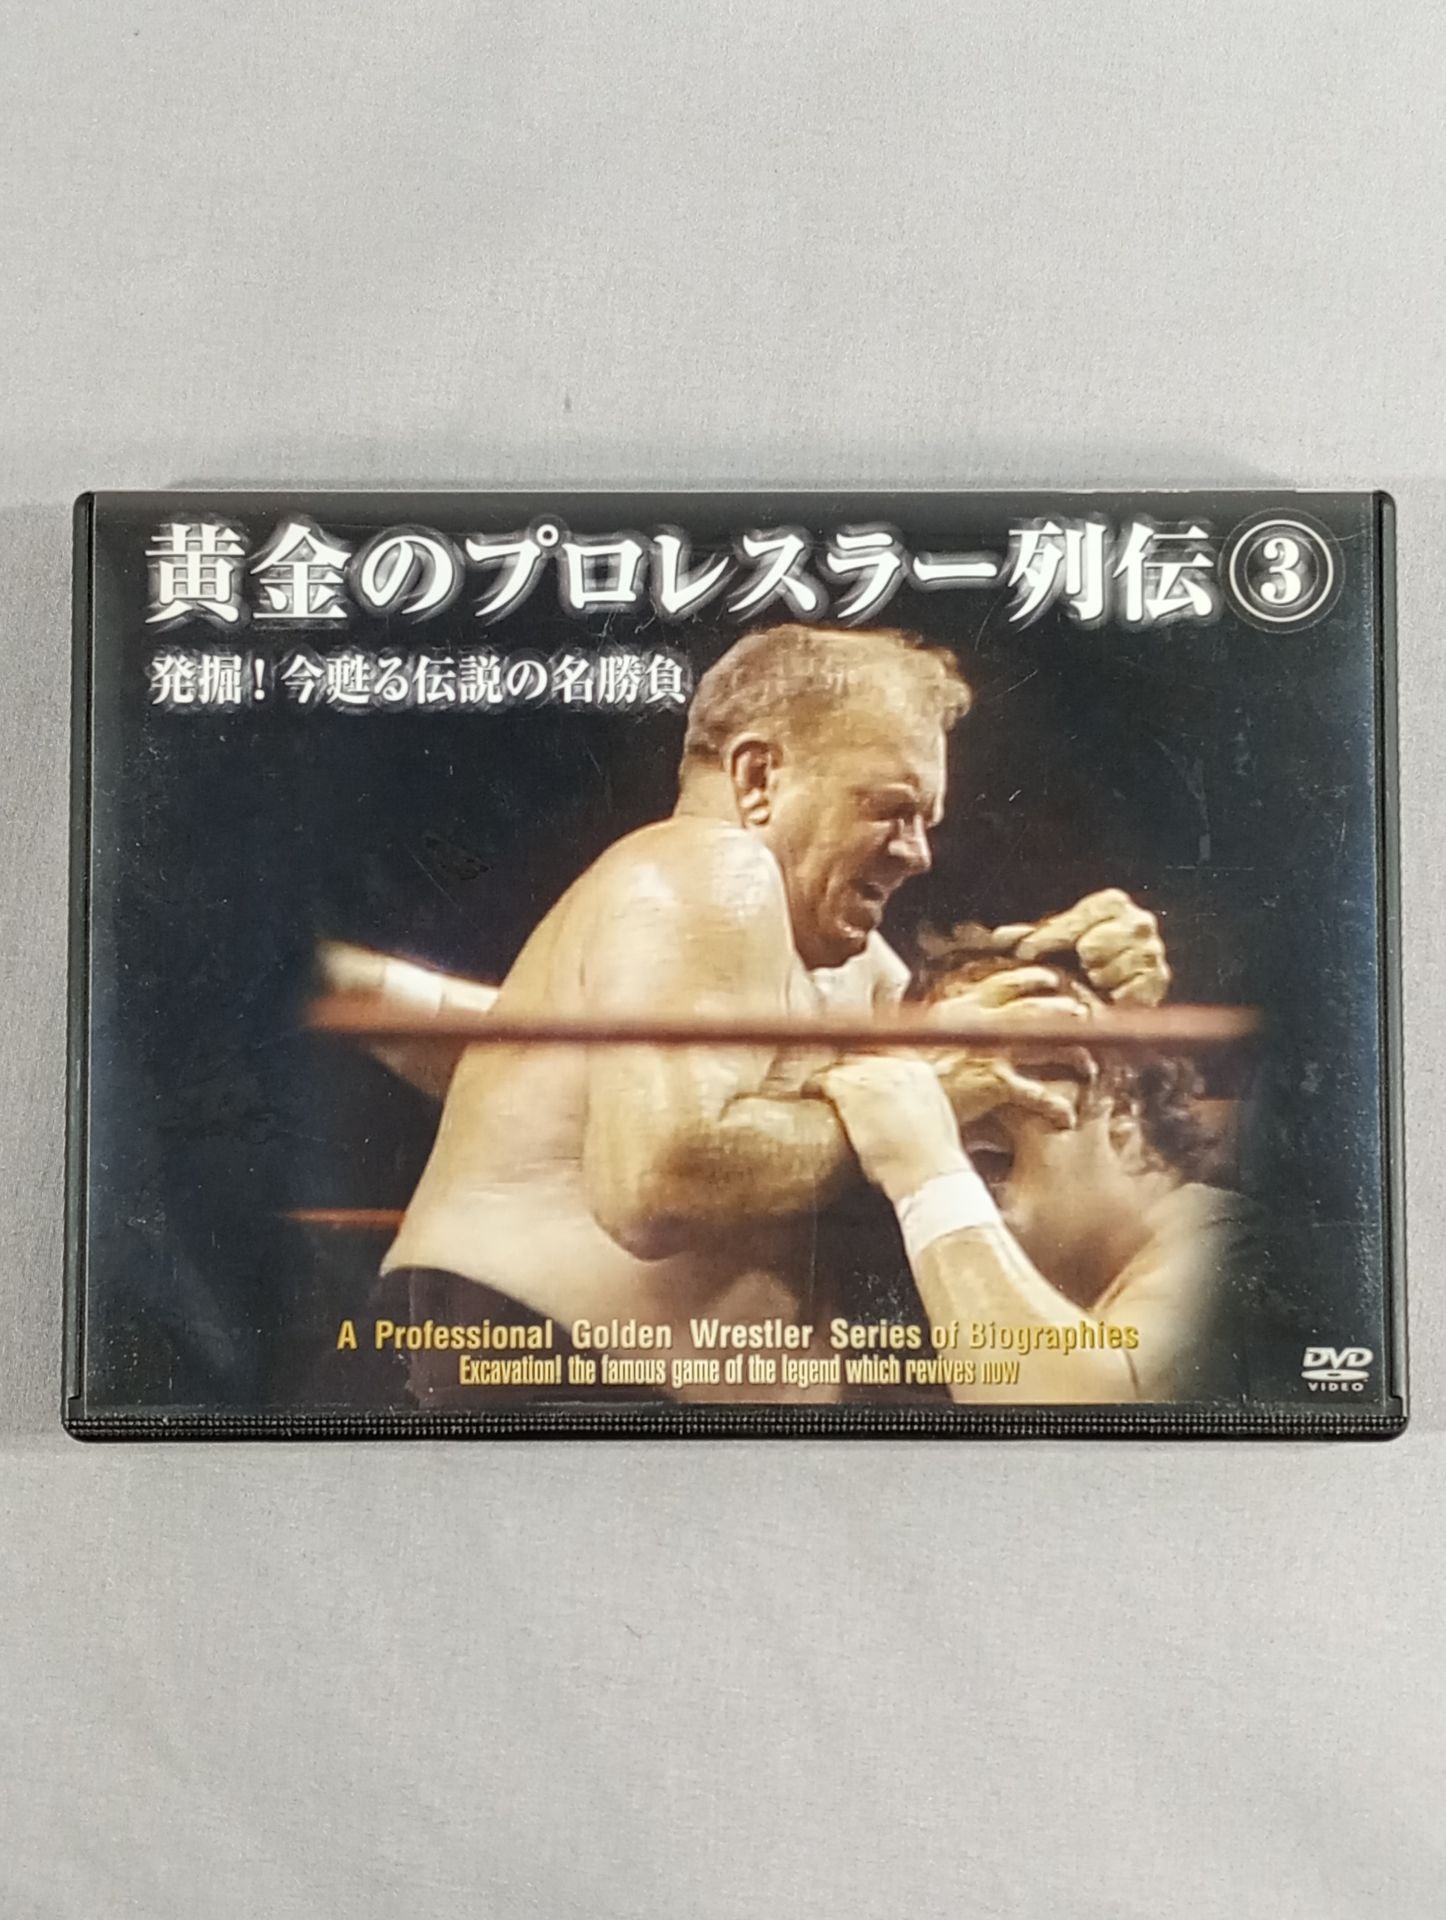 黄金のプロレスラー列伝③
発掘!今甦る伝説の名勝負
A Professional Golden Wrestler Series of Biographies
Excavation! the famous game of the legend which revives now
DVD
VIDEO